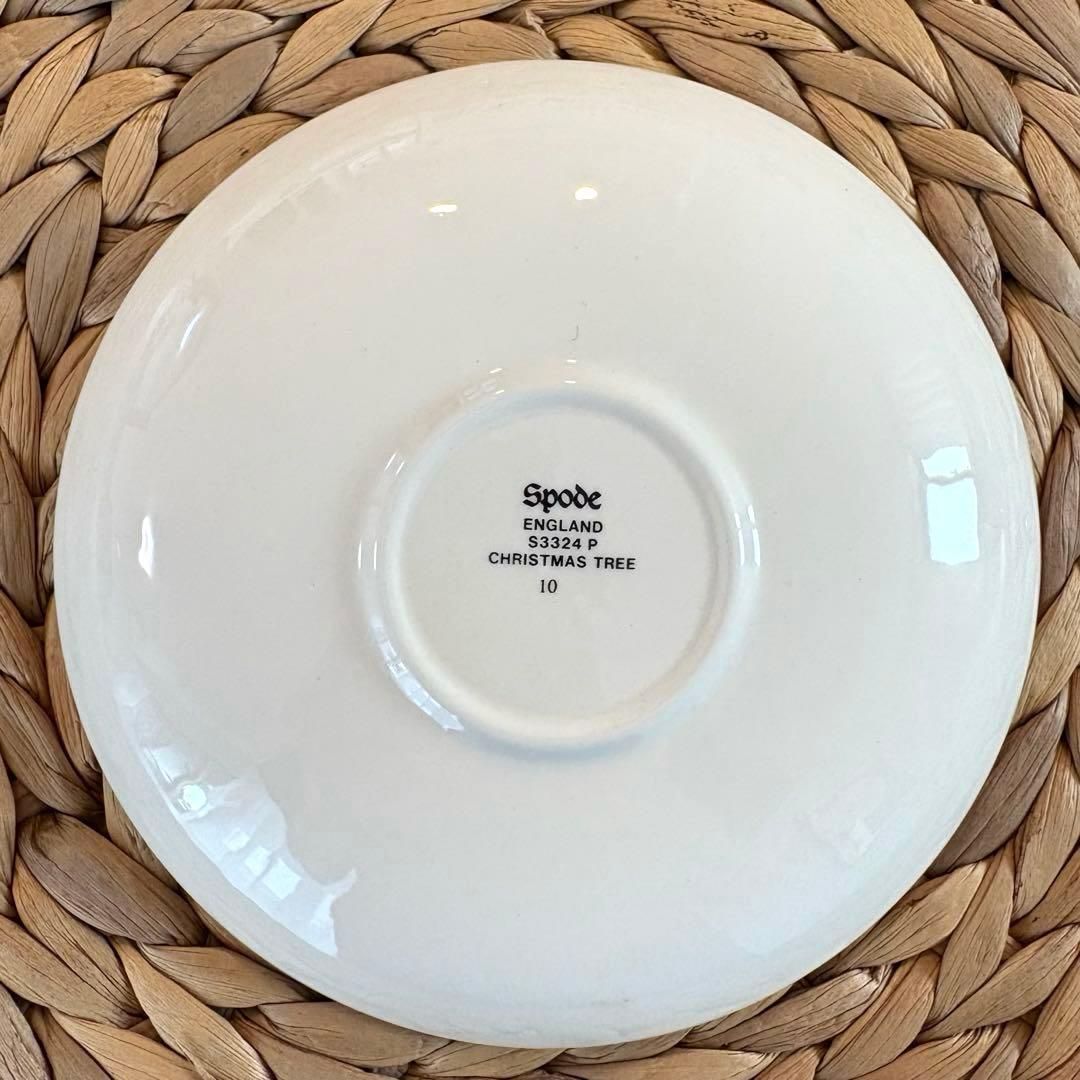 Spode
ENGLAND
S3324 P
CHRISTMAS TREE
10